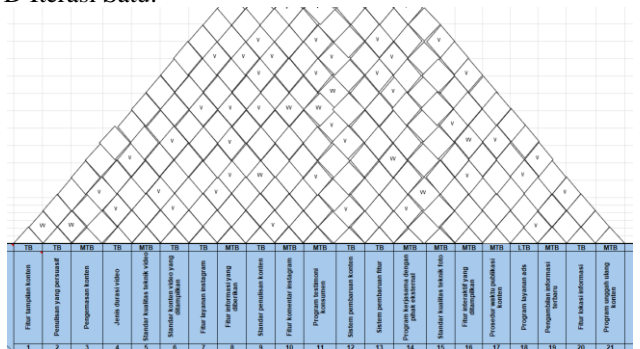 D Iterasi Satu.
TB TB MTB TB MTB TB TB MTB TB MTB MTB TB TB MTB MTB MTB MTB LTB MTB TB MTB
Fitur tampilan konten
Penulisan yang persuasif
Pengemasan konten
Jenis durasi video
Standar kualitas teknik video
Standar konten video yang ditampilkan
Fitur layanan instagram
Fitur informasi yang diberikan
Standar penulisan konten
Fitur komentar instagram
Program testimoni konsumen
Sistem pembaruan konten
Sistem pembaruan fitur
Program kerjasama dengan pihak eksternal
Standar kualitas teknik foto
Fitur interaktif yang ditampilkan
Prosedur waktu publikasi konten
Program layanan ads
Pengambilan informasi terbaru
Fitur lokasi informasi
Program unggah ulang konten
1 2 3 4 5 6 7 8 9 10 11 12 13 14 15 16 17 18 19 20 21